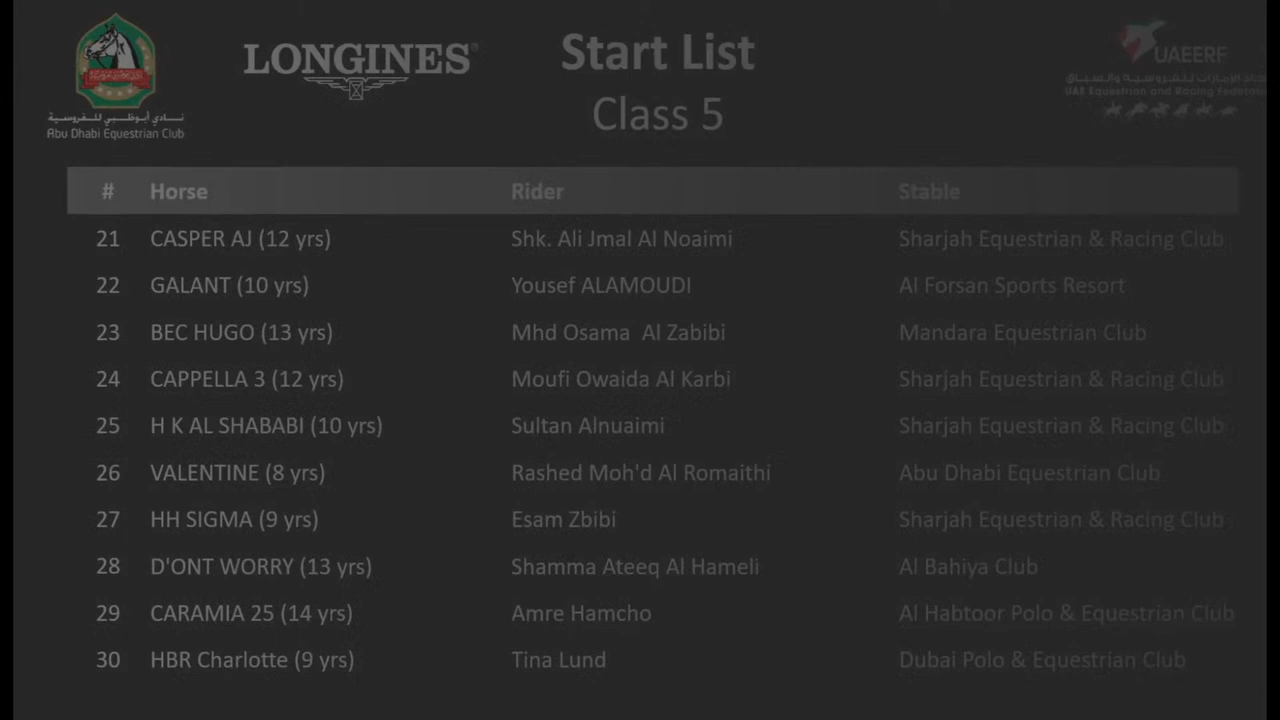 LONGINES
Start List
Class 5
UAEERF
UAE Equestrian and Racing Federatio
نادي أبوظبي للفروسية
Abu Dhabi Equestrian Club
# Horse Rider Stable
21 CASPER AJ (12 yrs) Shk. Ali Jmal Al Noaimi Sharjah Equestrian & Racing Club
22 GALANT (10 yrs) Yousef ALAMOUDI Al Forsan Sports Resort
23 BEC HUGO (13 yrs) Mhd Osama Al Zabibi Mandara Equestrian Club
24 CAPPELLA 3 (12 yrs) Moufi Owaida Al Karbi Sharjah Equestrian & Racing Club
25 H K AL SHABABI (10 yrs) Sultan Alnuaimi Sharjah Equestrian & Racing Club
26 VALENTINE (8 yrs) Rashed Moh'd Al Romaithi Abu Dhabi Equestrian Club
27 HH SIGMA (9 yrs) Esam Zbibi Sharjah Equestrian & Racing Club
28 D'ONT WORRY (13 yrs) Shamma Ateeq Al Hameli Al Bahiya Club
29 CARAMIA 25 (14 yrs) Amre Hamcho Al Habtoor Polo & Equestrian Club
30 HBR Charlotte (9 yrs) Tina Lund Dubai Polo & Equestrian Club